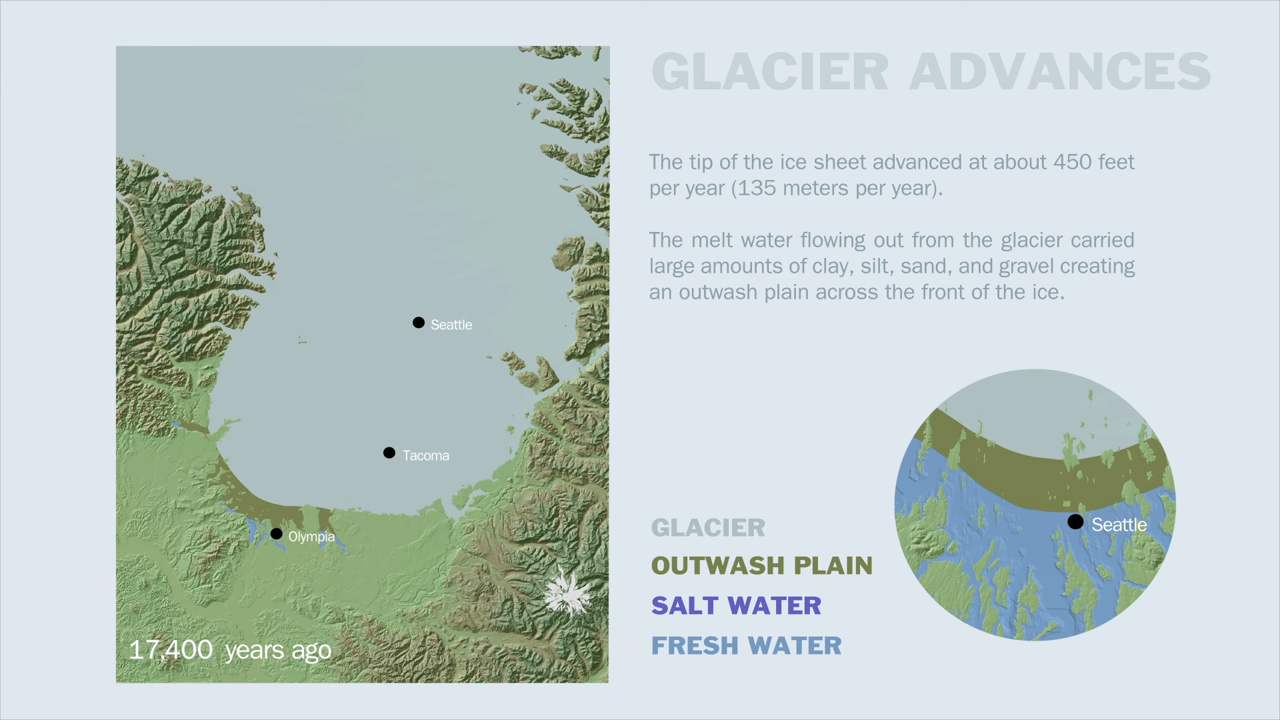 GLACIER ADVANCES
The tip of the ice sheet advanced at about 450 feet
per year (135 meters per year).
The melt water flowing out from the glacier carried
large amounts of clay, silt, sand, and gravel creating
an outwash plain across the front of the ice.
Seattle
Tacoma
Olympia
17,400 years ago
GLACIER
OUTWASH PLAIN
SALT WATER
FRESH WATER
Seattle